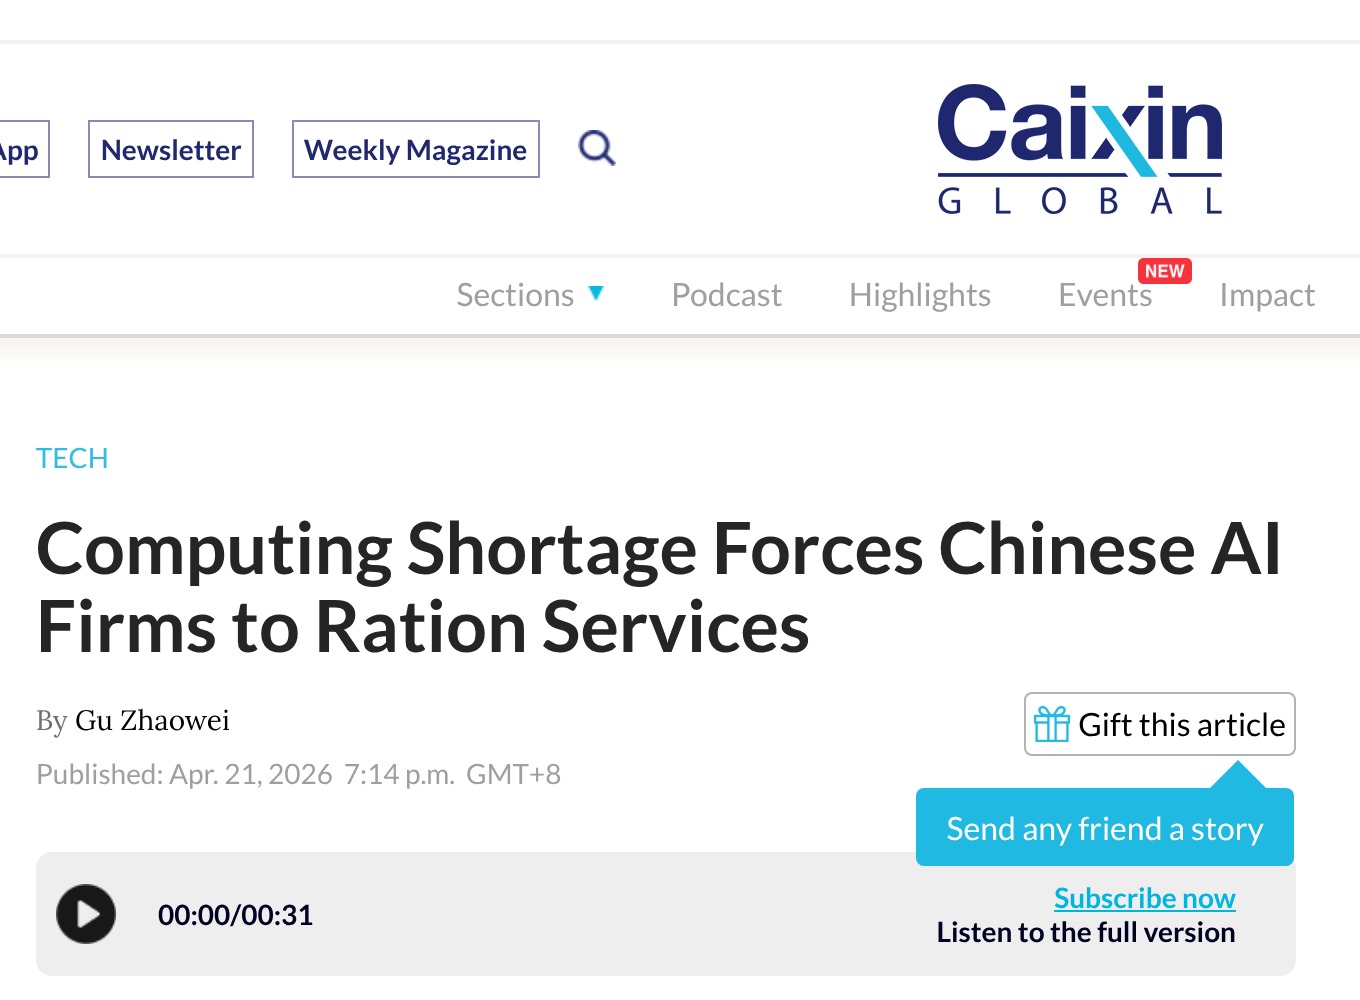 App
Newsletter
Weekly Magazine
Caixin
GLOBAL
Sections
Podcast
Highlights
Events
NEW
Impact
TECH
Computing Shortage Forces Chinese AI
Firms to Ration Services
By Gu Zhaowei
Gift this article
Published: Apr. 21, 2026 7:14 p.m. GMT+8
Send any friend a story
00:00/00:31
Subscribe now
Listen to the full version